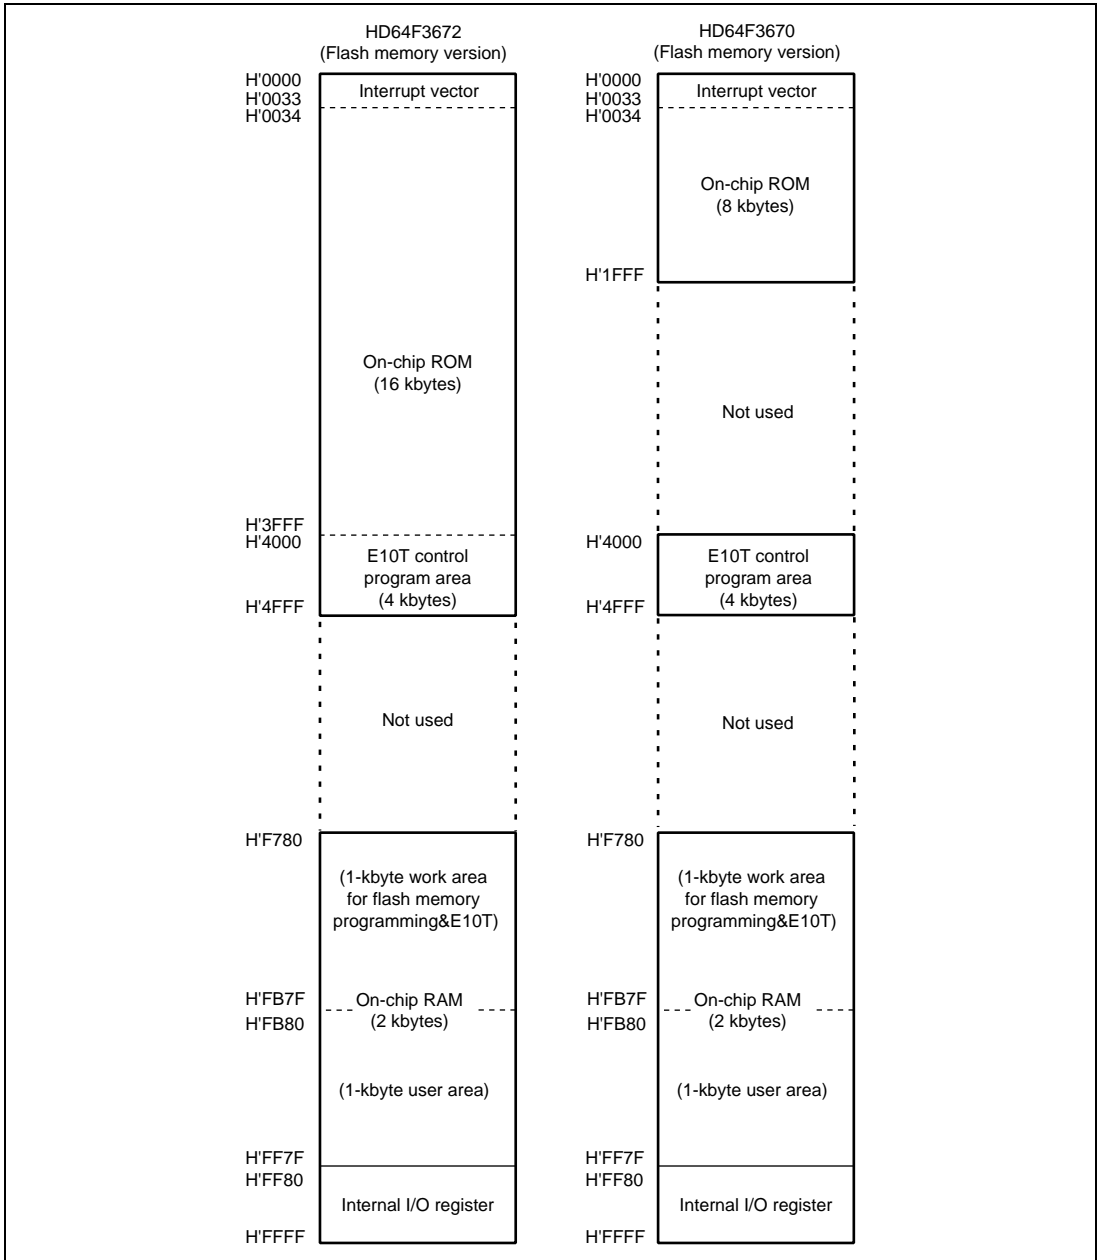 HD64F3672
(Flash memory version)
H'0000
Interrupt vector
H'0033
H'0034
On-chip ROM
(16 kbytes)
H'3FFF
H'4000
E10T control
program area
(4 kbytes)
H'4FFF
Not used
H'F780
(1-kbyte work area
for flash memory
programming&E10T)
H'FB7F
On-chip RAM
(2 kbytes)
H'FB80
(1-kbyte user area)
H'FF7F
H'FF80
Internal I/O register
H'FFFF
HD64F3670
(Flash memory version)
H'0000
Interrupt vector
H'0033
H'0034
On-chip ROM
(8 kbytes)
H'1FFF
Not used
H'4000
E10T control
program area
(4 kbytes)
H'4FFF
Not used
H'F780
(1-kbyte work area
for flash memory
programming&E10T)
H'FB7F
On-chip RAM
(2 kbytes)
H'FB80
(1-kbyte user area)
H'FF7F
H'FF80
Internal I/O register
H'FFFF